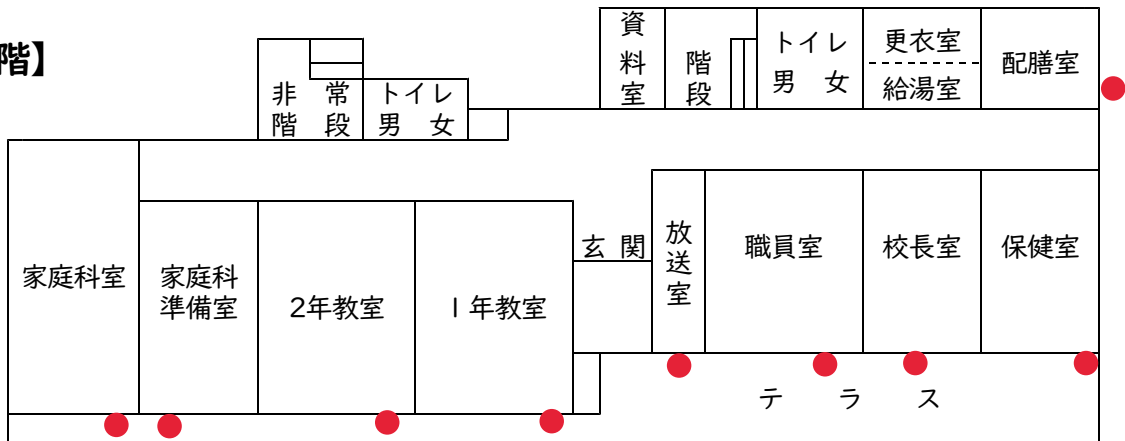 階】
資料室
階段
トイレ
男 女
更衣室
給湯室
配膳室
非常
階段
トイレ
男 女
家庭科室
家庭科
準備室
2年教室
1年教室
玄関
放送室
職員室
校長室
保健室
テラス